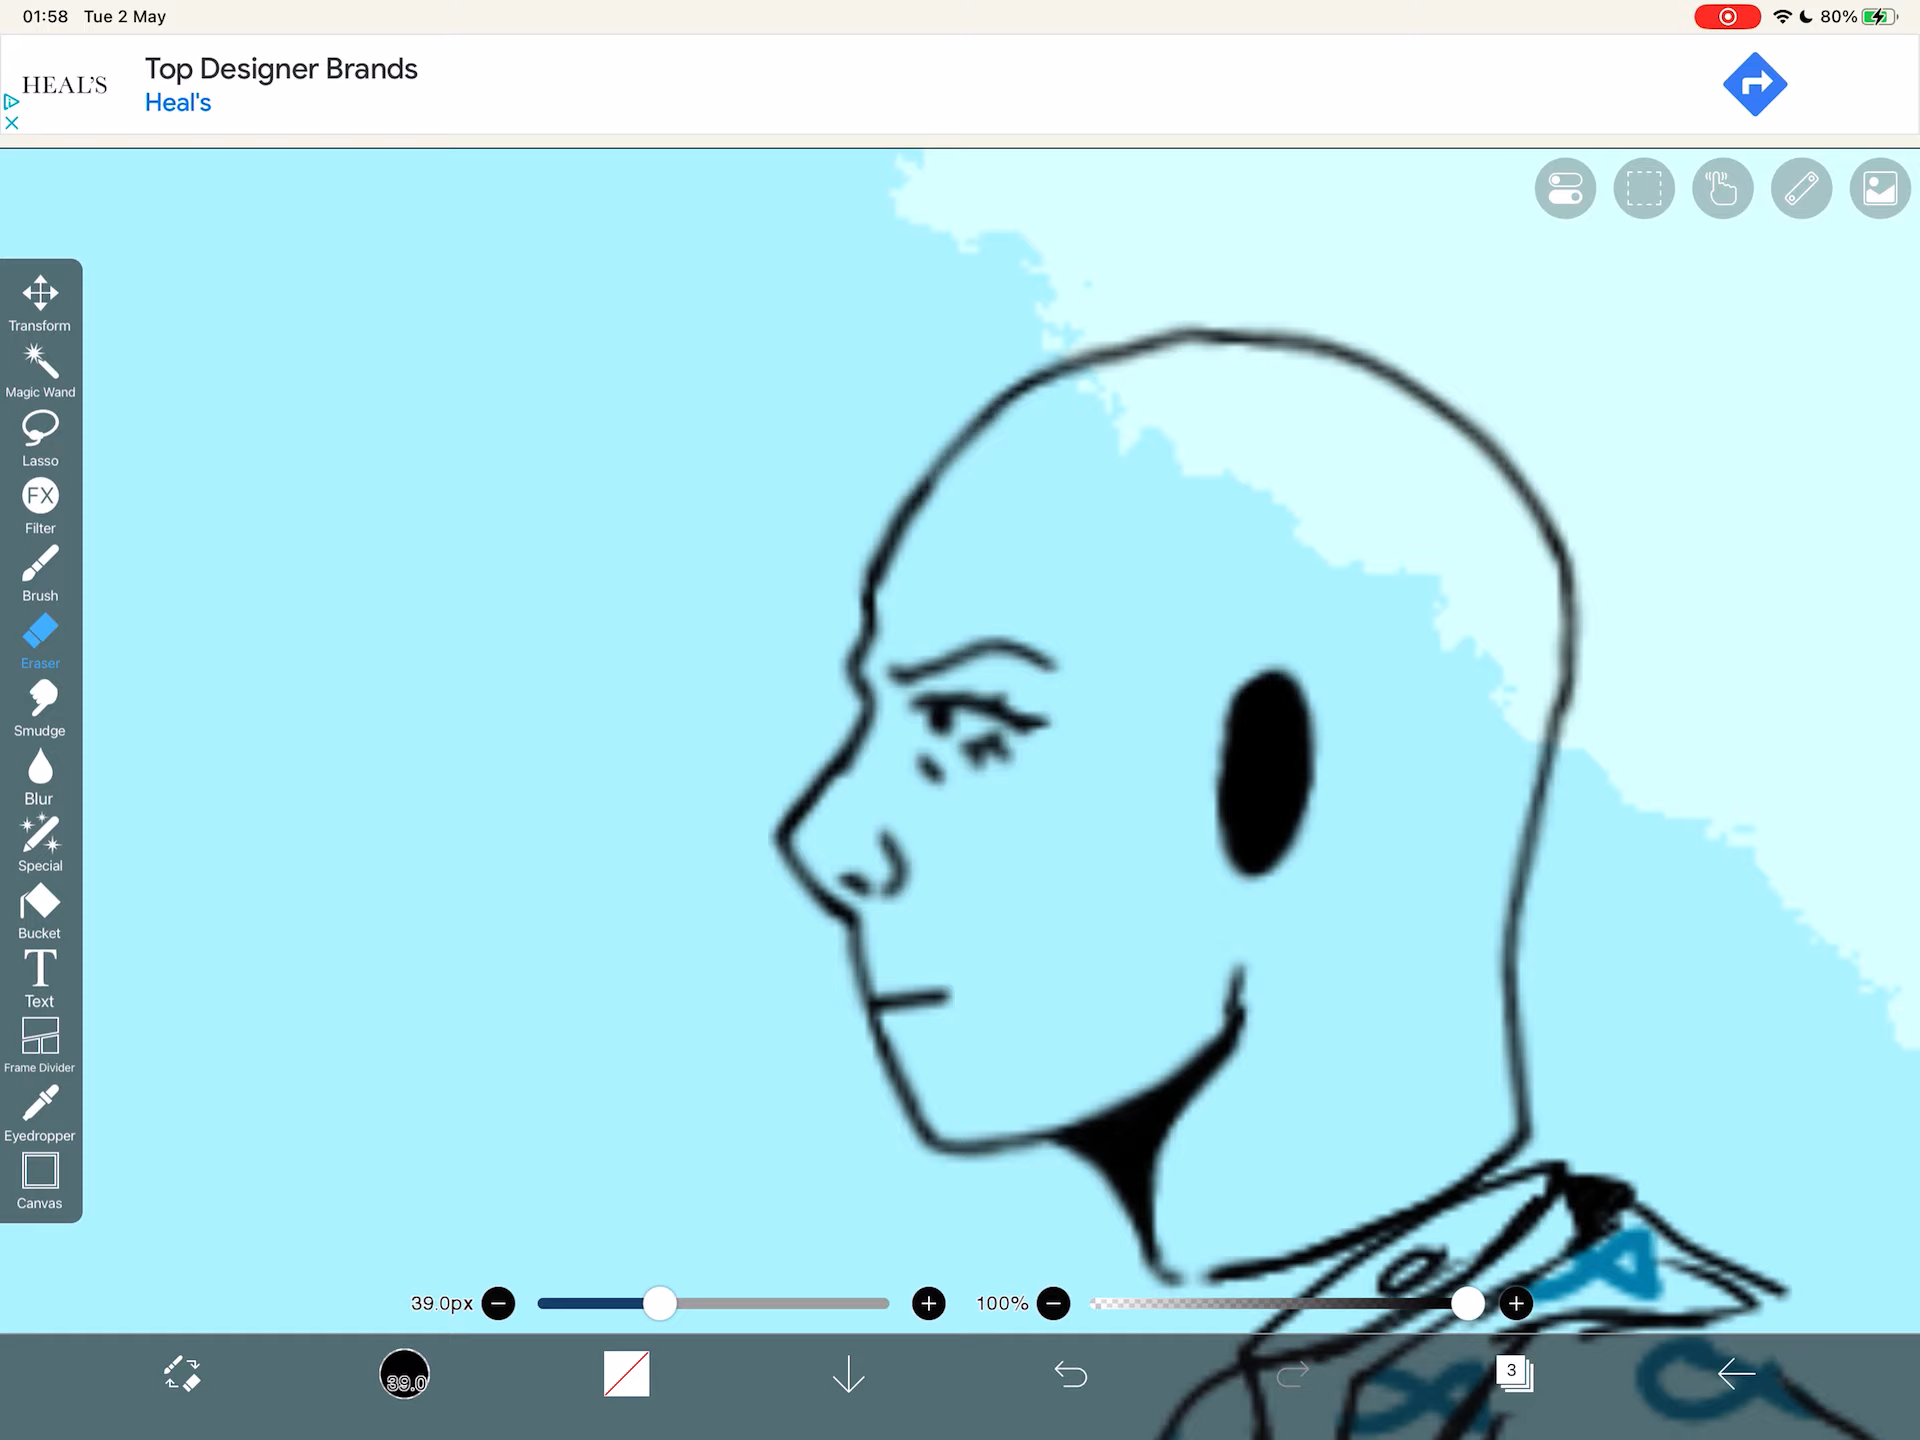 01:58 Tue 2 May
80%
HEAL'S
Top Designer Brands
Heal's
Transform
Magic Wand
Lasso
FX
Filter
Brush
Eraser
Smudge
Blur
Special
Bucket
T
Text
Frame Divider
Eyedropper
Canvas
39.0px
100%
39.0
3